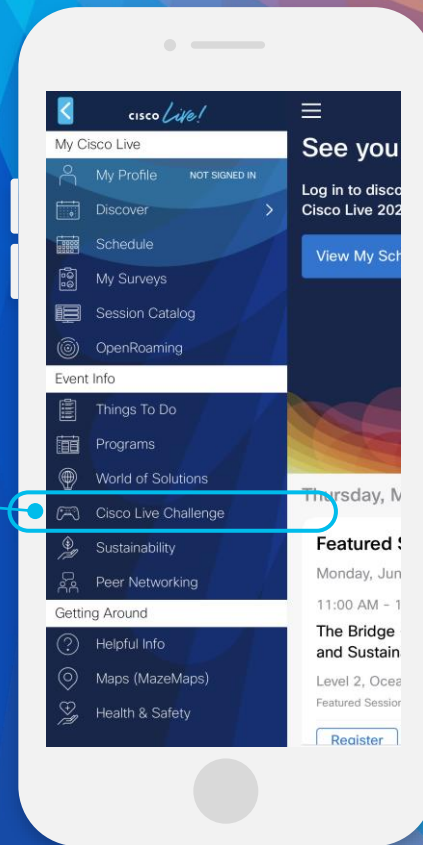 CISCO Live!
My Cisco Live
My Profile NOT SIGNED IN
Discover
Schedule
My Surveys
Session Catalog
OpenRoaming
Event Info
Things To Do
Programs
World of Solutions
Cisco Live Challenge
Sustainability
Peer Networking
Getting Around
Helpful Info
Maps (MazeMaps)
Health & Safety
See you
Log in to disco
Cisco Live 202
View My Sch
Thursday, M
Featured S
Monday, Jun
11:00 AM - 1
The Bridge
and Sustain
Level 2, Ocea
Featured Session
Register